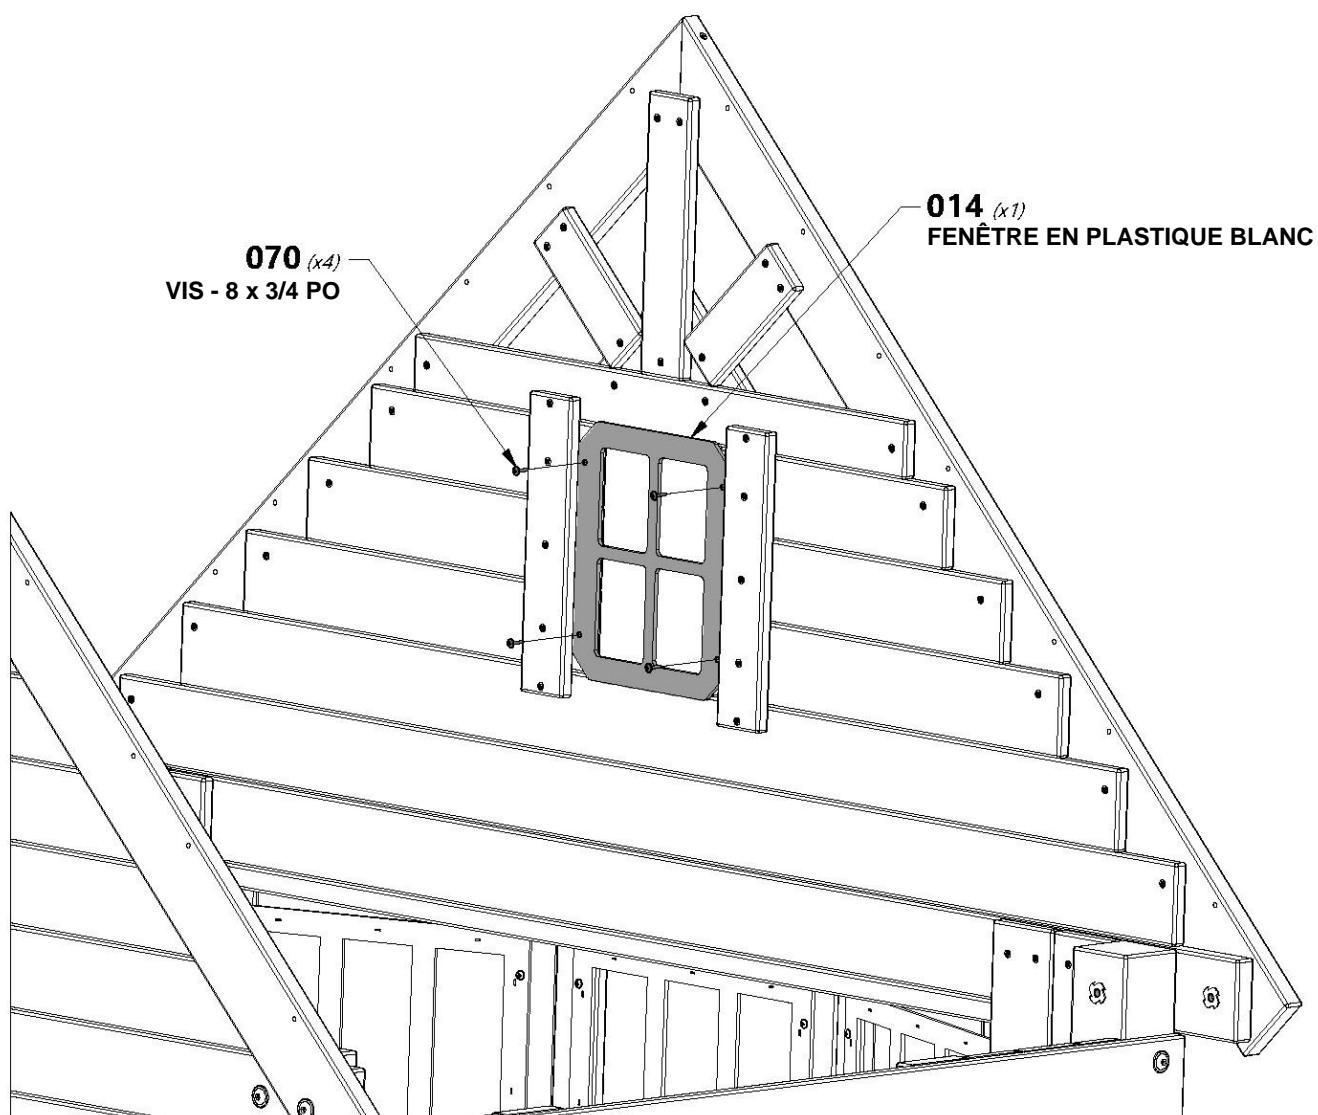 014 (x1)
FENÊTRE EN PLASTIQUE BLANC
070 (x4)
VIS - 8 x 3/4 PO